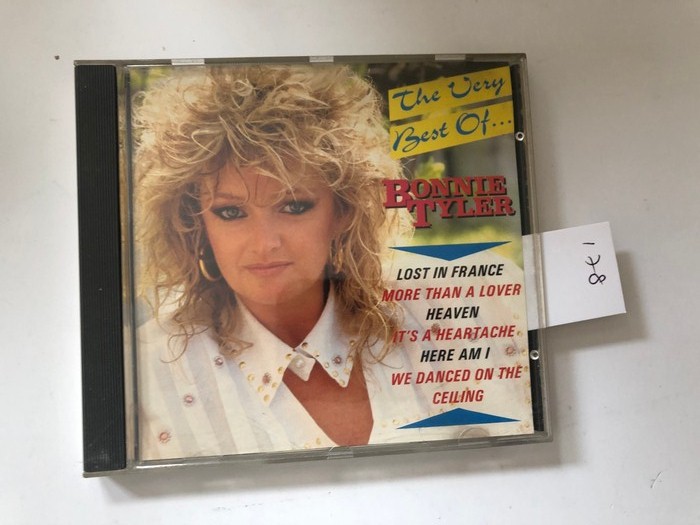 The Very
Best Of...
BONNIE
TYLER
LOST IN FRANCE
MORE THAN A LOVER
HEAVEN
IT'S A HEARTACHE
HERE AM I
WE DANCED ON THE
CEILING